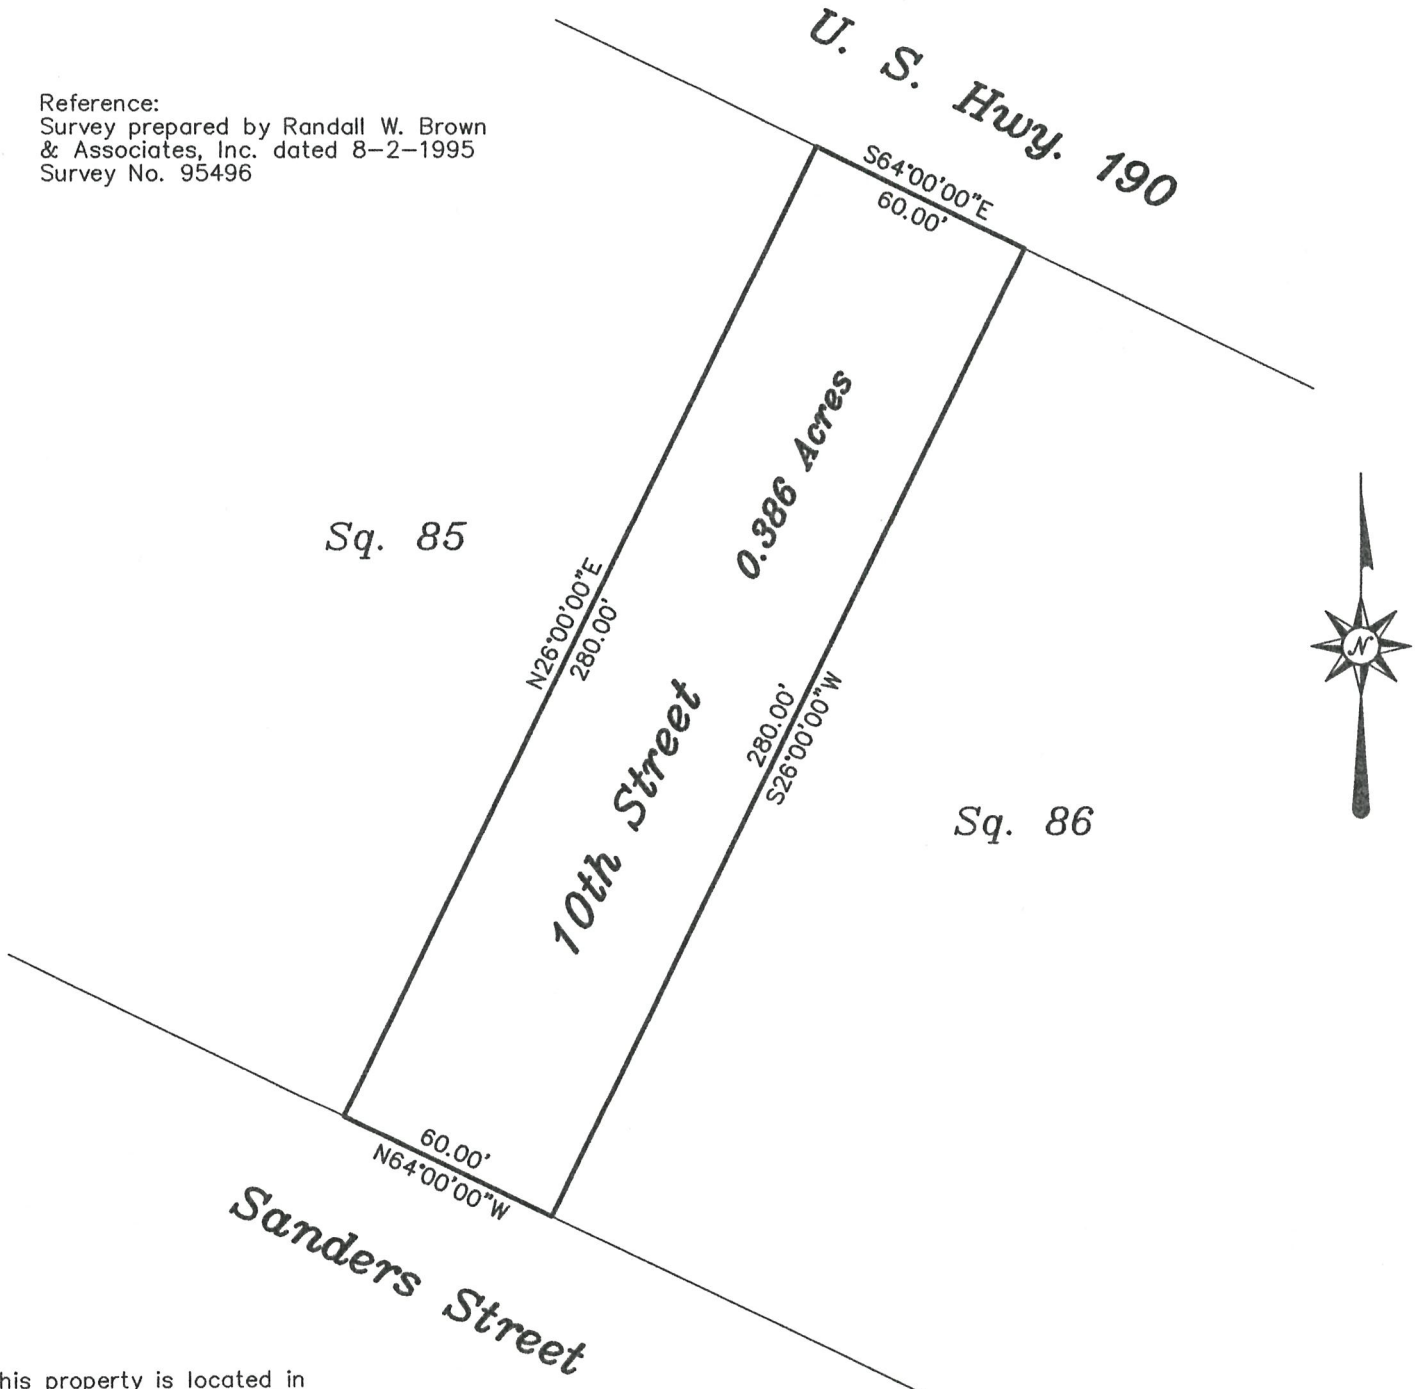 U. S. Hwy. 190
Reference:
Survey prepared by Randall W. Brown
& Associates, Inc. dated 8-2-1995
Survey No. 95496
S64°00'00"E
60.00'
0.386 Acres
Sq. 85
N26°00'00"E
280.00'
280.00'
S26°00'00"W
10th Street
N
Sq. 86
60.00'
N64°00'00"W
Sanders Street
his property is located in